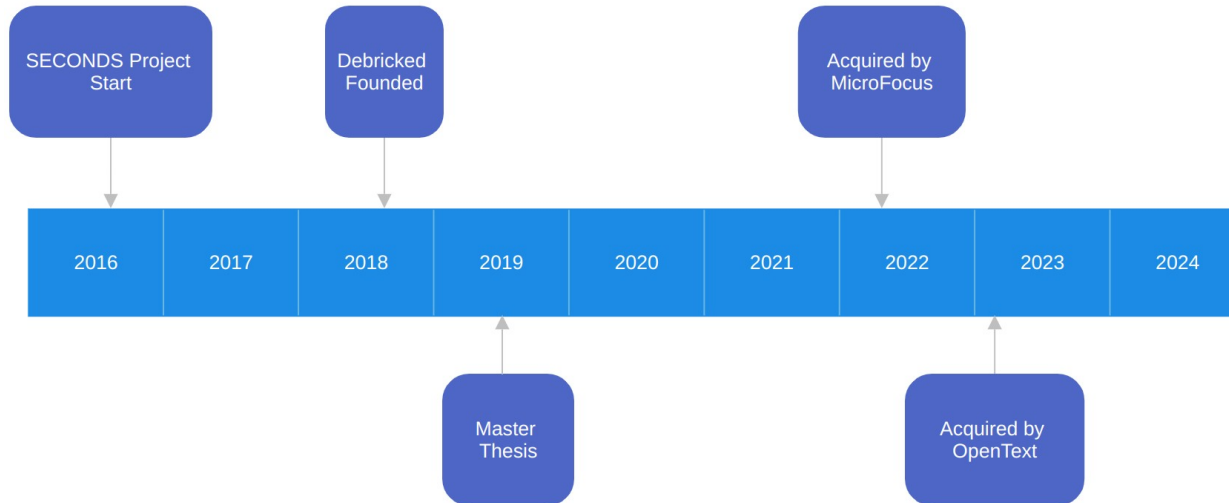 SECONDS Project
Start
Debricked
Founded
Acquired by
MicroFocus
2016
2017
2018
2019
2020
2021
2022
2023
2024
Master
Thesis
Acquired by
OpenText